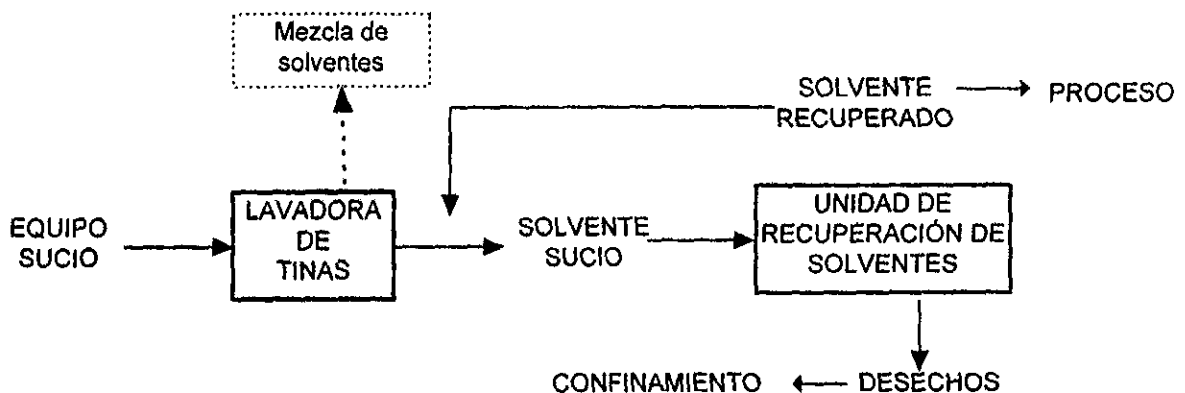 Mezcla de
solventes
SOLVENTE
RECUPERADO
PROCESO
EQUIPO
SUCIO
LAVADORA
DE
TINAS
SOLVENTE
SUCIO
UNIDAD DE
RECUPERACIÓN DE
SOLVENTES
CONFINAMIENTO
DESECHOS